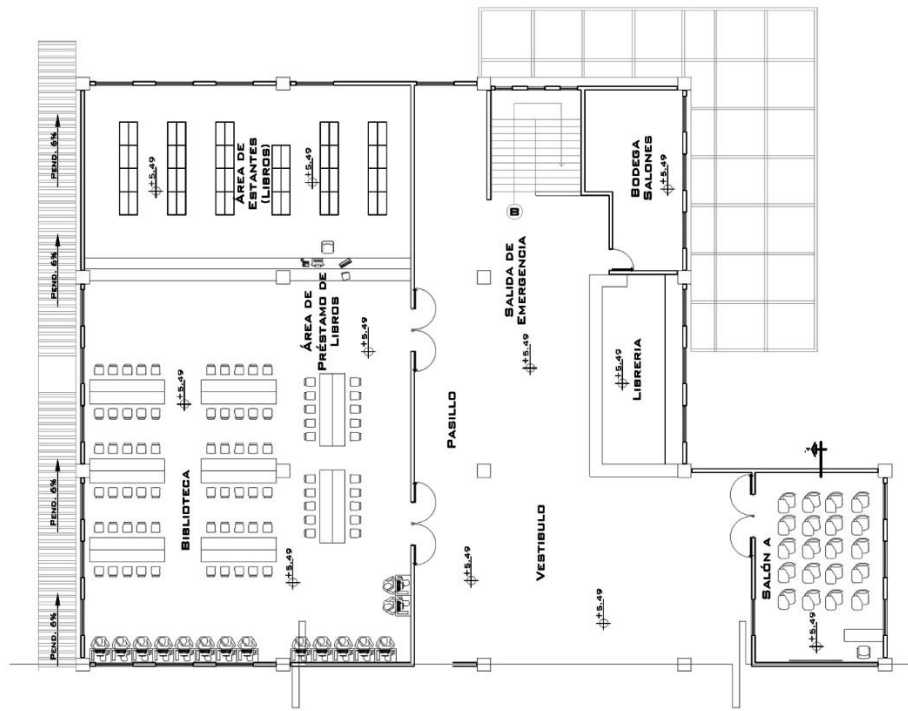 PEND. 6%
PEND. 6%
PEND. 6%
PEND. 6%
ÁREA DE
ESTANTES
(LIBROS)
+5.49
+5.49
ÁREA DE
PRÉSTAMO DE
LIBROS
+5.49
BIBLIOTECA
+5.49
+5.49
PASILLO
+5.49
SALIDA DE
EMERGENCIA
+5.49
BODEGA
SALONES
+5.49
LIBRERIA
+5.49
VESTIBULO
+5.49
SALÓN A
+5.49